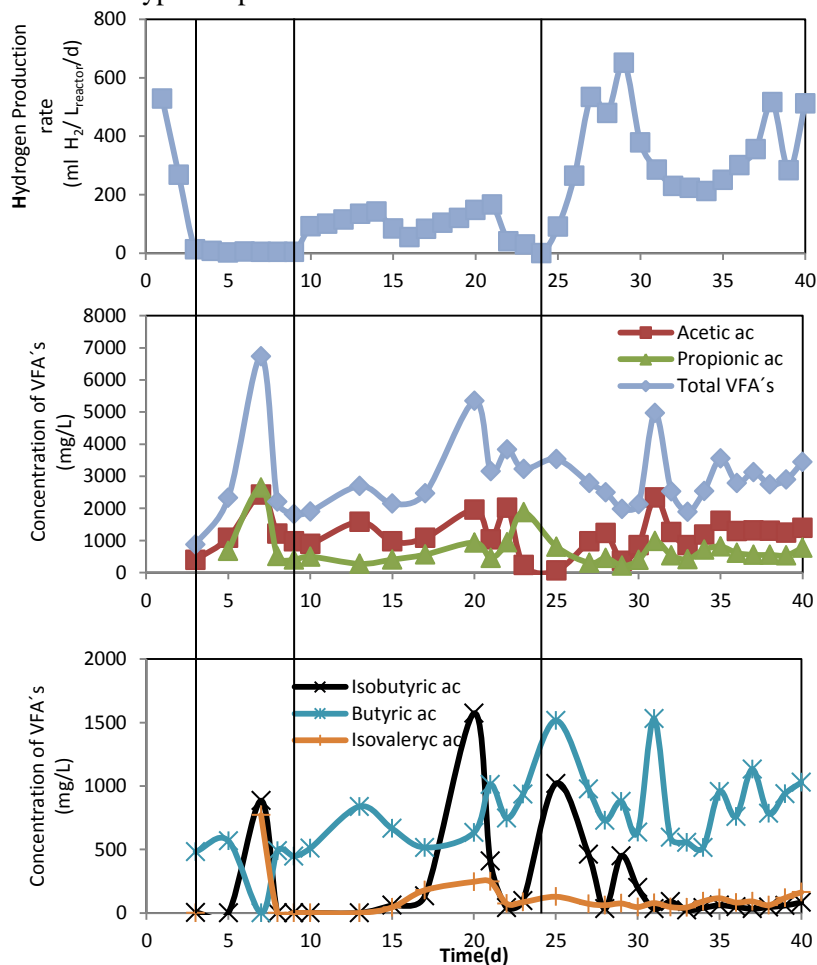 800
600
400
200
0
Hydrogen Production
rate
(ml H2/ Lreactor/d)
0 5 10 15 20 25 30 35 40
8000
7000
6000
5000
4000
3000
2000
1000
0
Concentration of VFA´s
(mg/L)
Acetic ac
Propionic ac
Total VFA´s
0 5 10 15 20 25 30 35 40
2000
1500
1000
500
0
Concentration of VFA´s
(mg/L)
Isobutyric ac
Butyric ac
Isovaleryc ac
0 5 10 15 20 25 30 35 40
Time(d)